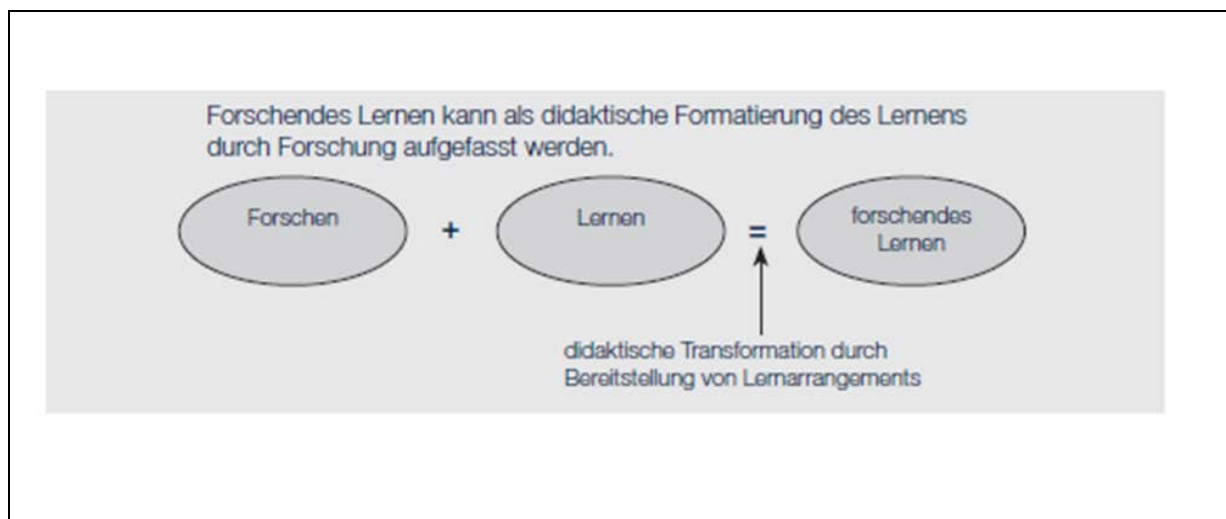 Forschendes Lernen kann als didaktische Formatierung des Lernens
durch Forschung aufgefasst werden.
Forschen
+
Lernen
=
forschendes
Lernen
didaktische Transformation durch
Bereitstellung von Lernarrangements